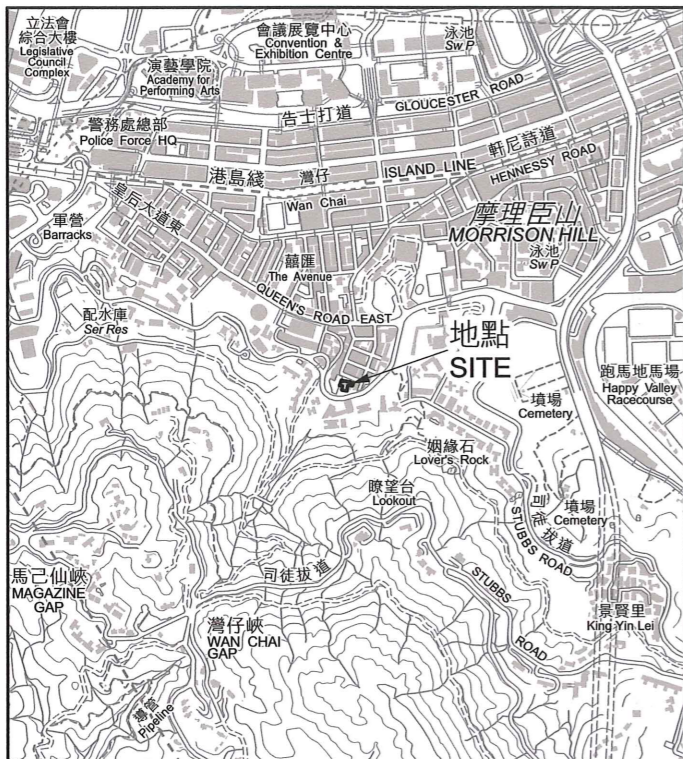 立法會
綜合大樓
Legislative
Council
Complex
會議展覽中心
Convention &
Exhibition Centre
泳池
Sw P
演藝學院
Academy for
Performing Arts
告士打道
GLOUCESTER ROAD
警務處總部
Police Force HQ
港島綫
灣仔
ISLAND LINE
軒尼詩道
HENNESSY ROAD
Wan Chai
皇后大道東
軍營
Barracks
摩理臣山
MORRISON HILL
泳池
Sw P
囍匯
The Avenue
QUEEN'S ROAD EAST
配水庫
Ser Res
地點
SITE
跑馬地馬場
Happy Valley
Racecourse
墳場
Cemetery
姻緣石
Lover's Rock
瞭望台
Lookout
墳場
Cemetery
司徒拔道
STUBBS ROAD
司徒拔道
STUBBS ROAD
馬己仙峽
MAGAZINE
GAP
景賢里
King Yin Lei
灣仔峽
WAN CHAI
GAP
導管
Pipeline